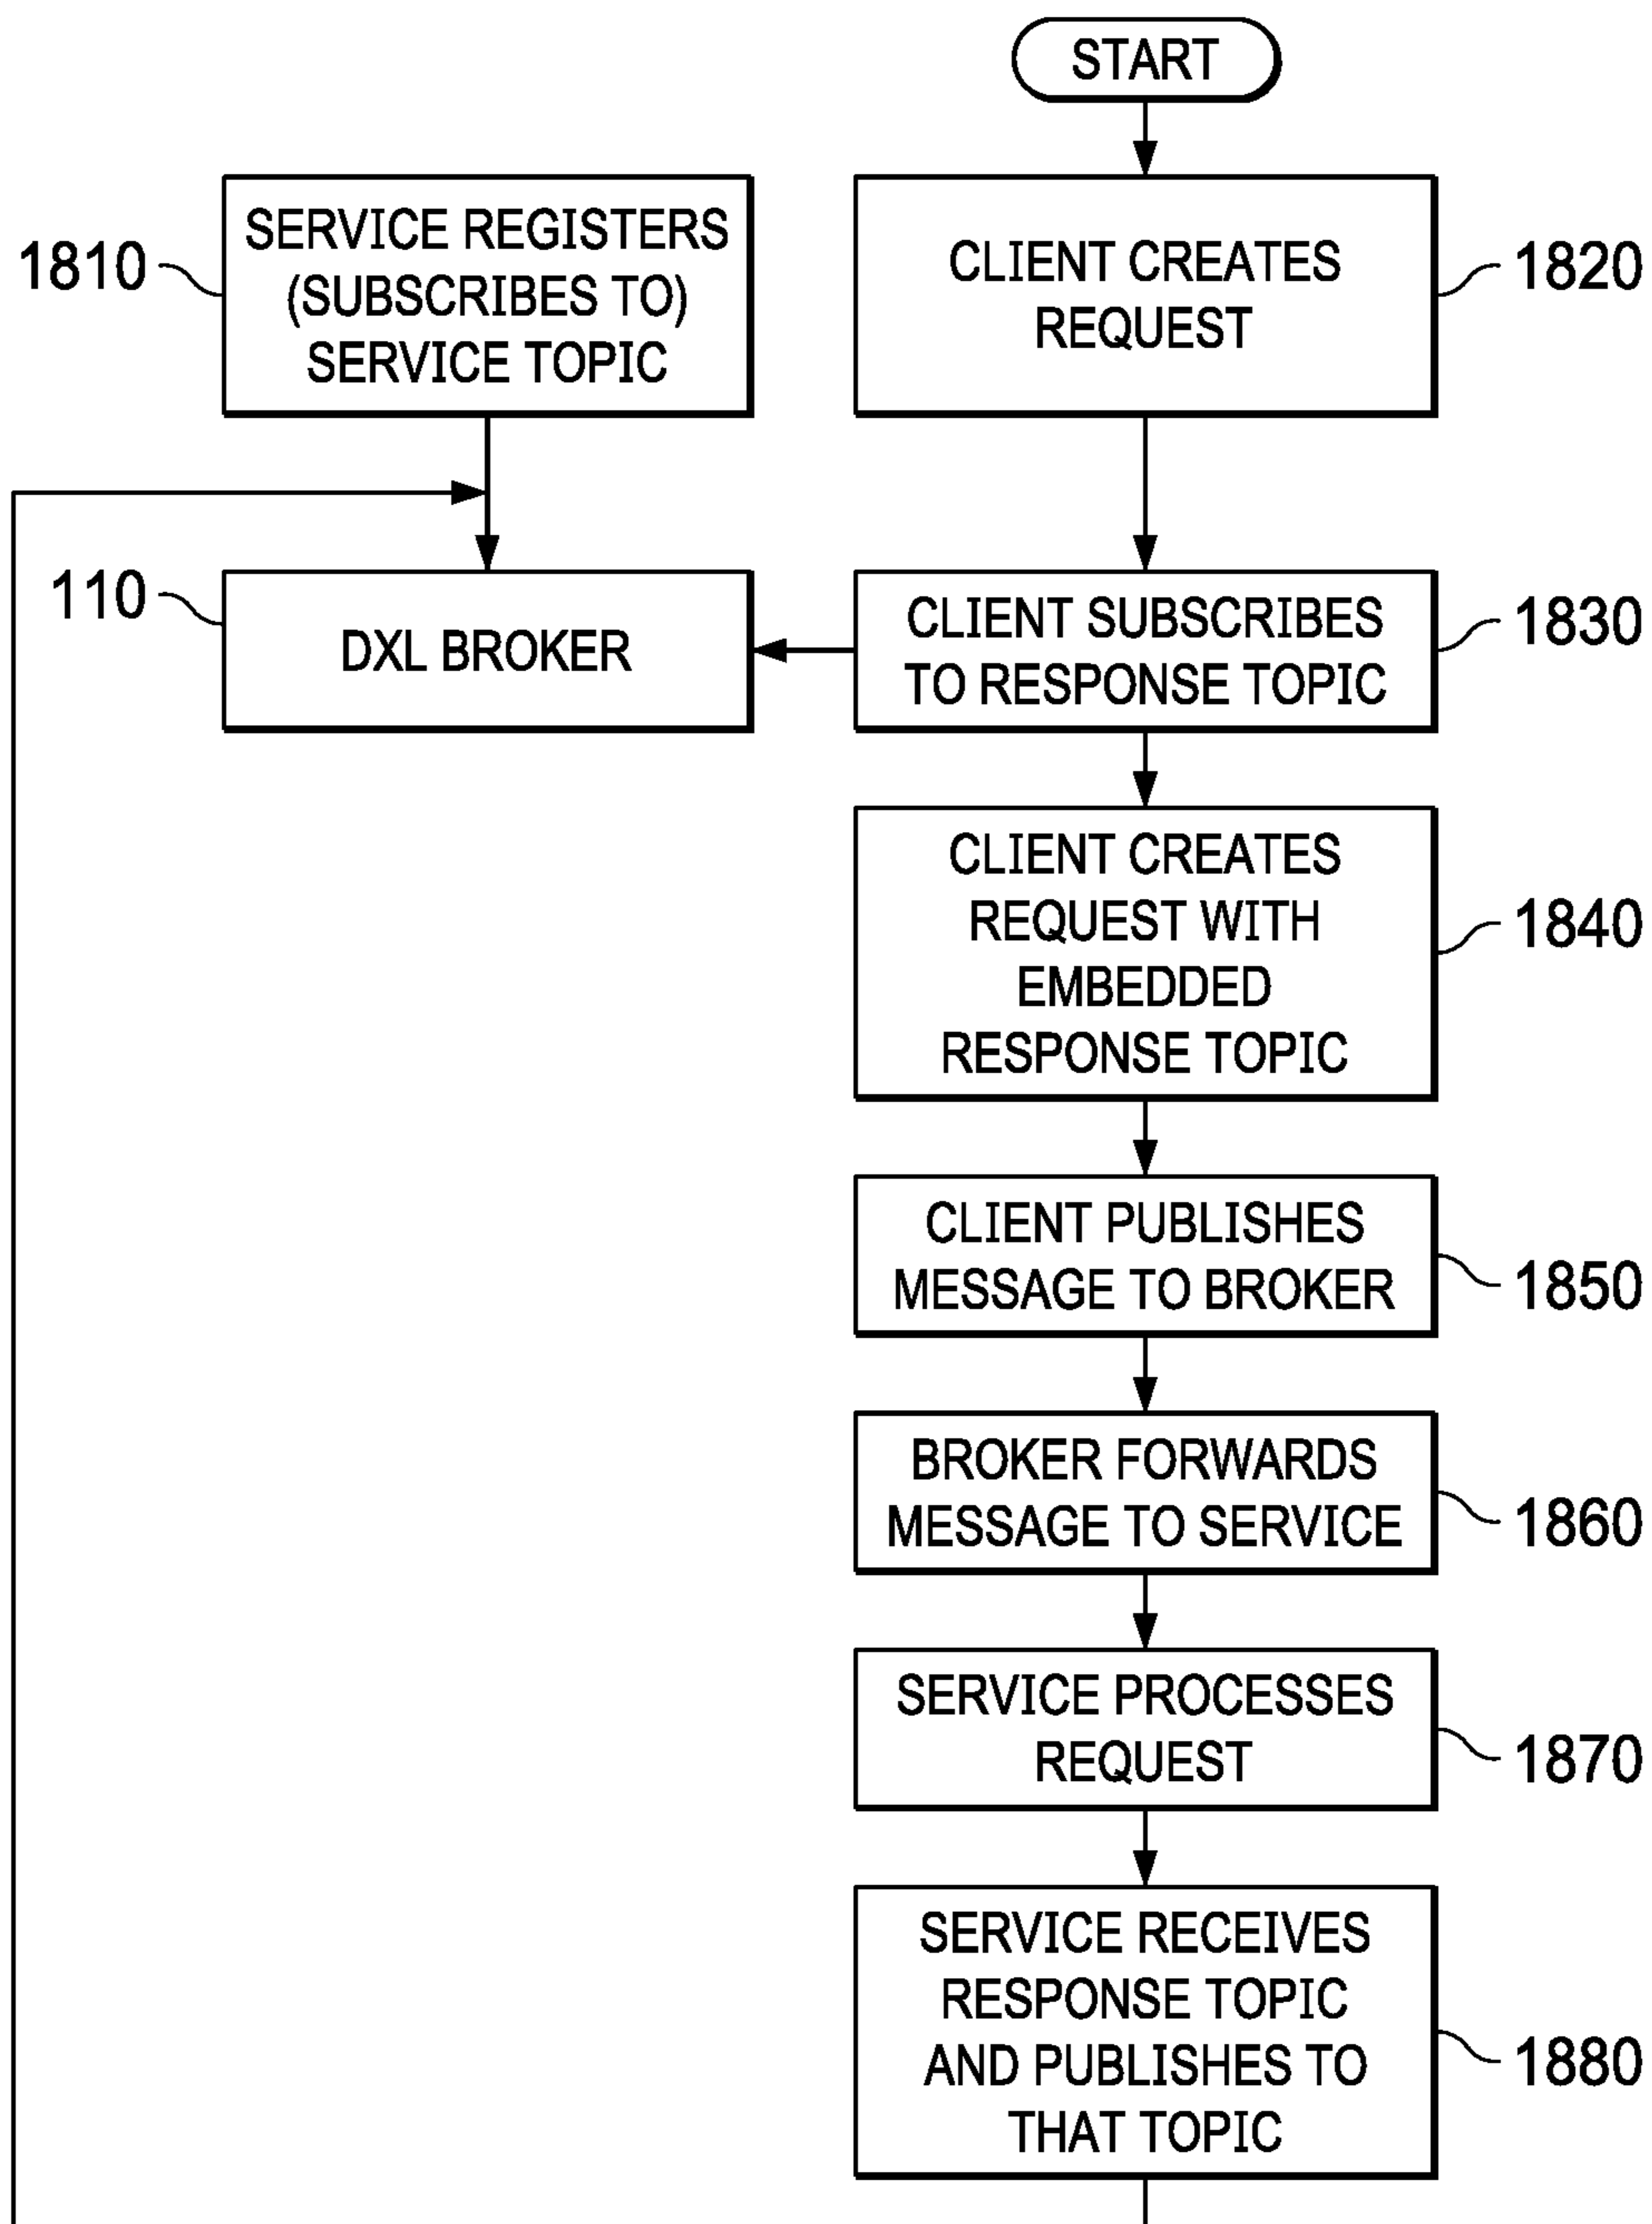 START
SERVICE REGISTERS
(SUBSCRIBES TO)
SERVICE TOPIC
1810
CLIENT CREATES
REQUEST
1820
110
DXL BROKER
CLIENT SUBSCRIBES
TO RESPONSE TOPIC
1830
CLIENT CREATES
REQUEST WITH
EMBEDDED
RESPONSE TOPIC
1840
CLIENT PUBLISHES
MESSAGE TO BROKER
1850
BROKER FORWARDS
MESSAGE TO SERVICE
1860
SERVICE PROCESSES
REQUEST
1870
SERVICE RECEIVES
RESPONSE TOPIC
AND PUBLISHES TO
THAT TOPIC
1880